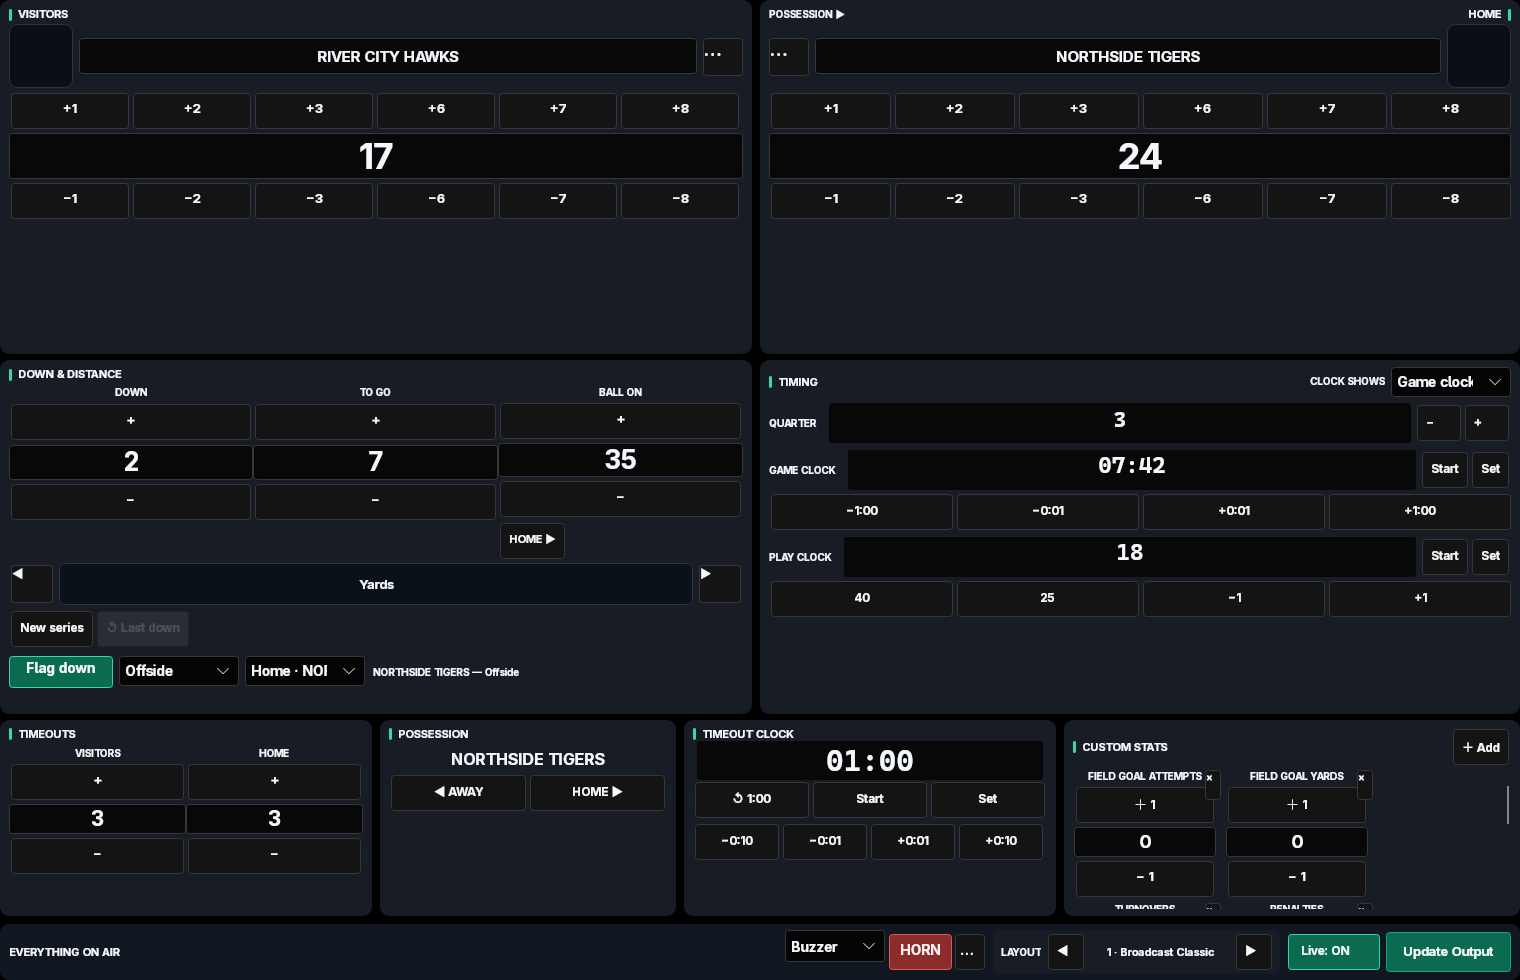 VISITORS
RIVER CITY HAWKS ...
+1 +2 +3 +6 +7 +8
17
−1 −2 −3 −6 −7 −8
POSSESSION ▶ HOME
... NORTHSIDE TIGERS
+1 +2 +3 +6 +7 +8
24
−1 −2 −3 −6 −7 −8
DOWN & DISTANCE
DOWN TO GO BALL ON
+ + +
2 7 35
− − −
HOME ▶
◀ Yards ▶
New series ↺ Last down
Flag down Offside Home · NOI NORTHSIDE TIGERS — Offside
TIMING CLOCK SHOWS Game clock
QUARTER 3 − +
GAME CLOCK 07:42 Start Set
−1:00 −0:01 +0:01 +1:00
PLAY CLOCK 18 Start Set
40 25 −1 +1
TIMEOUTS
VISITORS HOME
+ +
3 3
− −
POSSESSION
NORTHSIDE TIGERS
◀ AWAY HOME ▶
TIMEOUT CLOCK
01:00
↺ 1:00 Start Set
−0:10 −0:01 +0:01 +0:10
CUSTOM STATS + Add
FIELD GOAL ATTEMPTS × FIELD GOAL YARDS ×
+ 1 + 1
0 0
− 1 − 1
TURNOVERS × PENALTIES ×
EVERYTHING ON AIR Buzzer HORN ... LAYOUT ◀ 1 · Broadcast Classic ▶ Live: ON Update Output